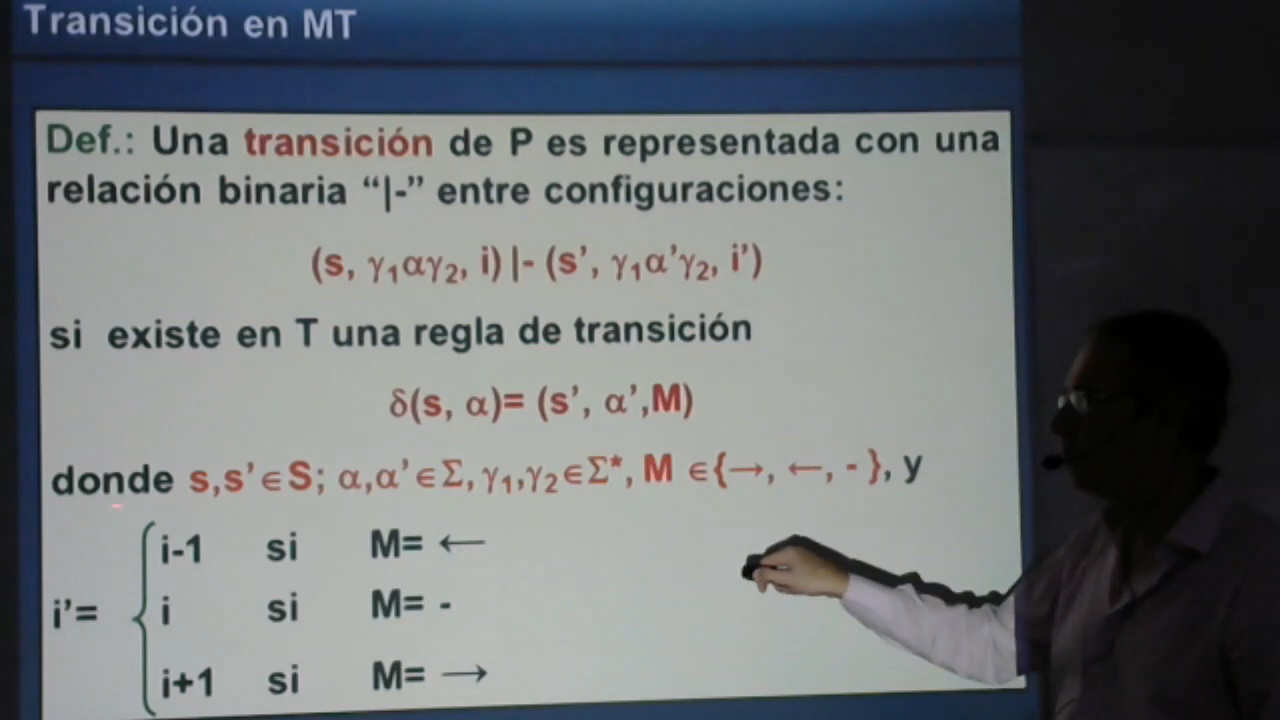 Transición en MT
Def.: Una transición de P es representada con una
relación binaria “|-” entre configuraciones:
(s, γ₁αγ₂, i) |- (s’, γ₁α’γ₂, i’)
si existe en T una regla de transición
δ(s, α)= (s’, α’,M)
donde s,s’∈S; α,α’∈Σ, γ₁,γ₂∈Σ*, M ∈{→, ←, - }, y
i-1 si M= ←
i’= { i si M= -
i+1 si M= →